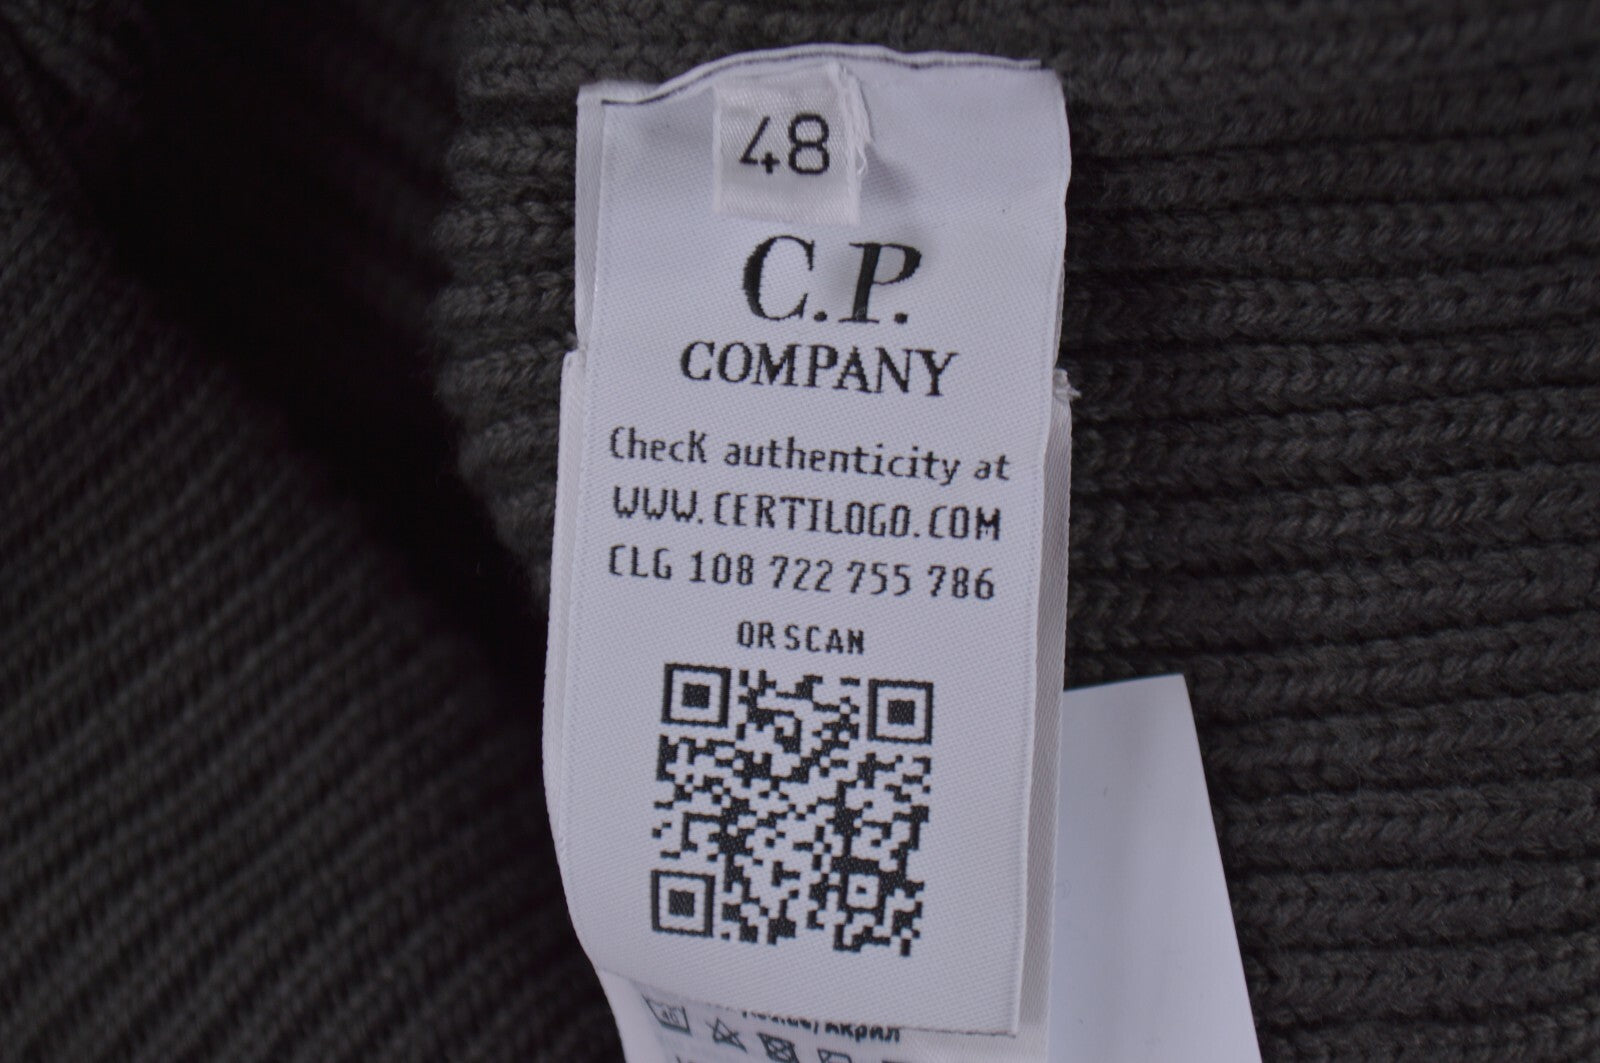 48
C.P.
COMPANY
Check authenticity at
WWW.CERTILOGO.COM
CLG 108 722 755 786
OR SCAN